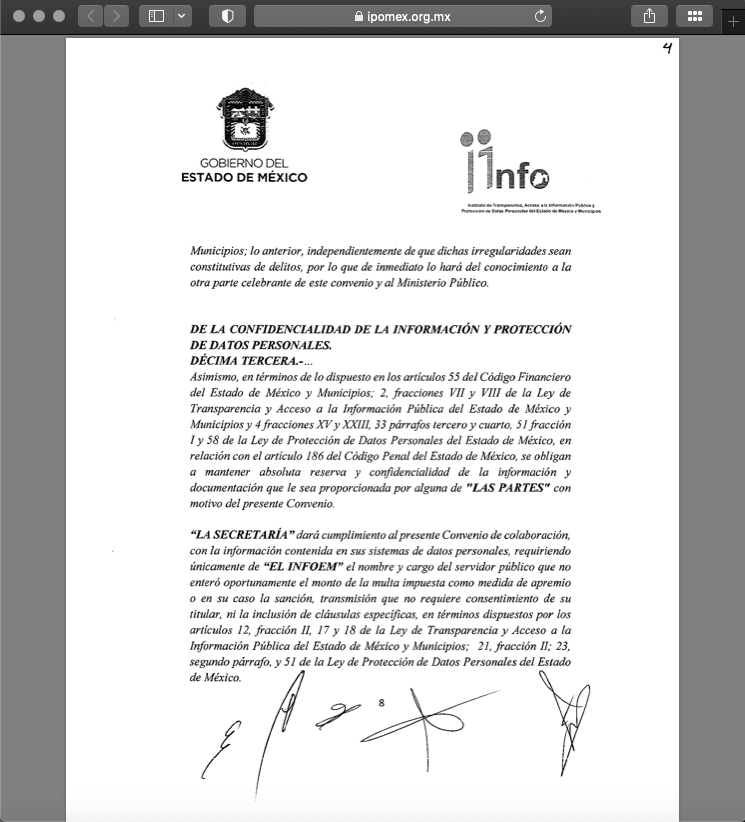 ipomex.org.mx
4
GOBIERNO DEL
ESTADO DE MÉXICO
infо
Instituto de Transparencia, Acceso a la Información Pública y
Protección de Datos Personales del Estado de México y Municipios
Municipios; lo anterior, independientemente de que dichas irregularidades sean
constitutivas de delitos, por lo que de inmediato lo hará del conocimiento a la
otra parte celebrante de este convenio y al Ministerio Público.
DE LA CONFIDENCIALIDAD DE LA INFORMACIÓN Y PROTECCIÓN
DE DATOS PERSONALES.
DÉCIMA TERCERA.-...
Asimismo, en términos de lo dispuesto en los artículos 55 del Código Financiero
del Estado de México y Municipios; 2, fracciones VII y VIII de la Ley de
Transparencia y Acceso a la Información Pública del Estado de México y
Municipios y 4 fracciones XV y XXIII, 33 párrafos tercero y cuarto, 51 fracción
I y 58 de la Ley de Protección de Datos Personales del Estado de México, en
relación con el artículo 186 del Código Penal del Estado de México, se obligan
a mantener absoluta reserva y confidencialidad de la información y
documentación que le sea proporcionada por alguna de "LAS PARTES" con
motivo del presente Convenio.
“LA SECRETARÍA” dará cumplimiento al presente Convenio de colaboración,
con la información contenida en sus sistemas de datos personales, requiriendo
únicamente de “EL INFOEM” el nombre y cargo del servidor público que no
enteró oportunamente el monto de la multa impuesta como medida de apremio
o en su caso la sanción, transmisión que no requiere consentimiento de su
titular, ni la inclusión de cláusulas específicas, en términos dispuestos por los
artículos 12, fracción II, 17 y 18 de la Ley de Transparencia y Acceso a la
Información Pública del Estado de México y Municipios; 21, fracción II; 23,
segundo párrafo, y 51 de la Ley de Protección de Datos Personales del Estado
de México.
8